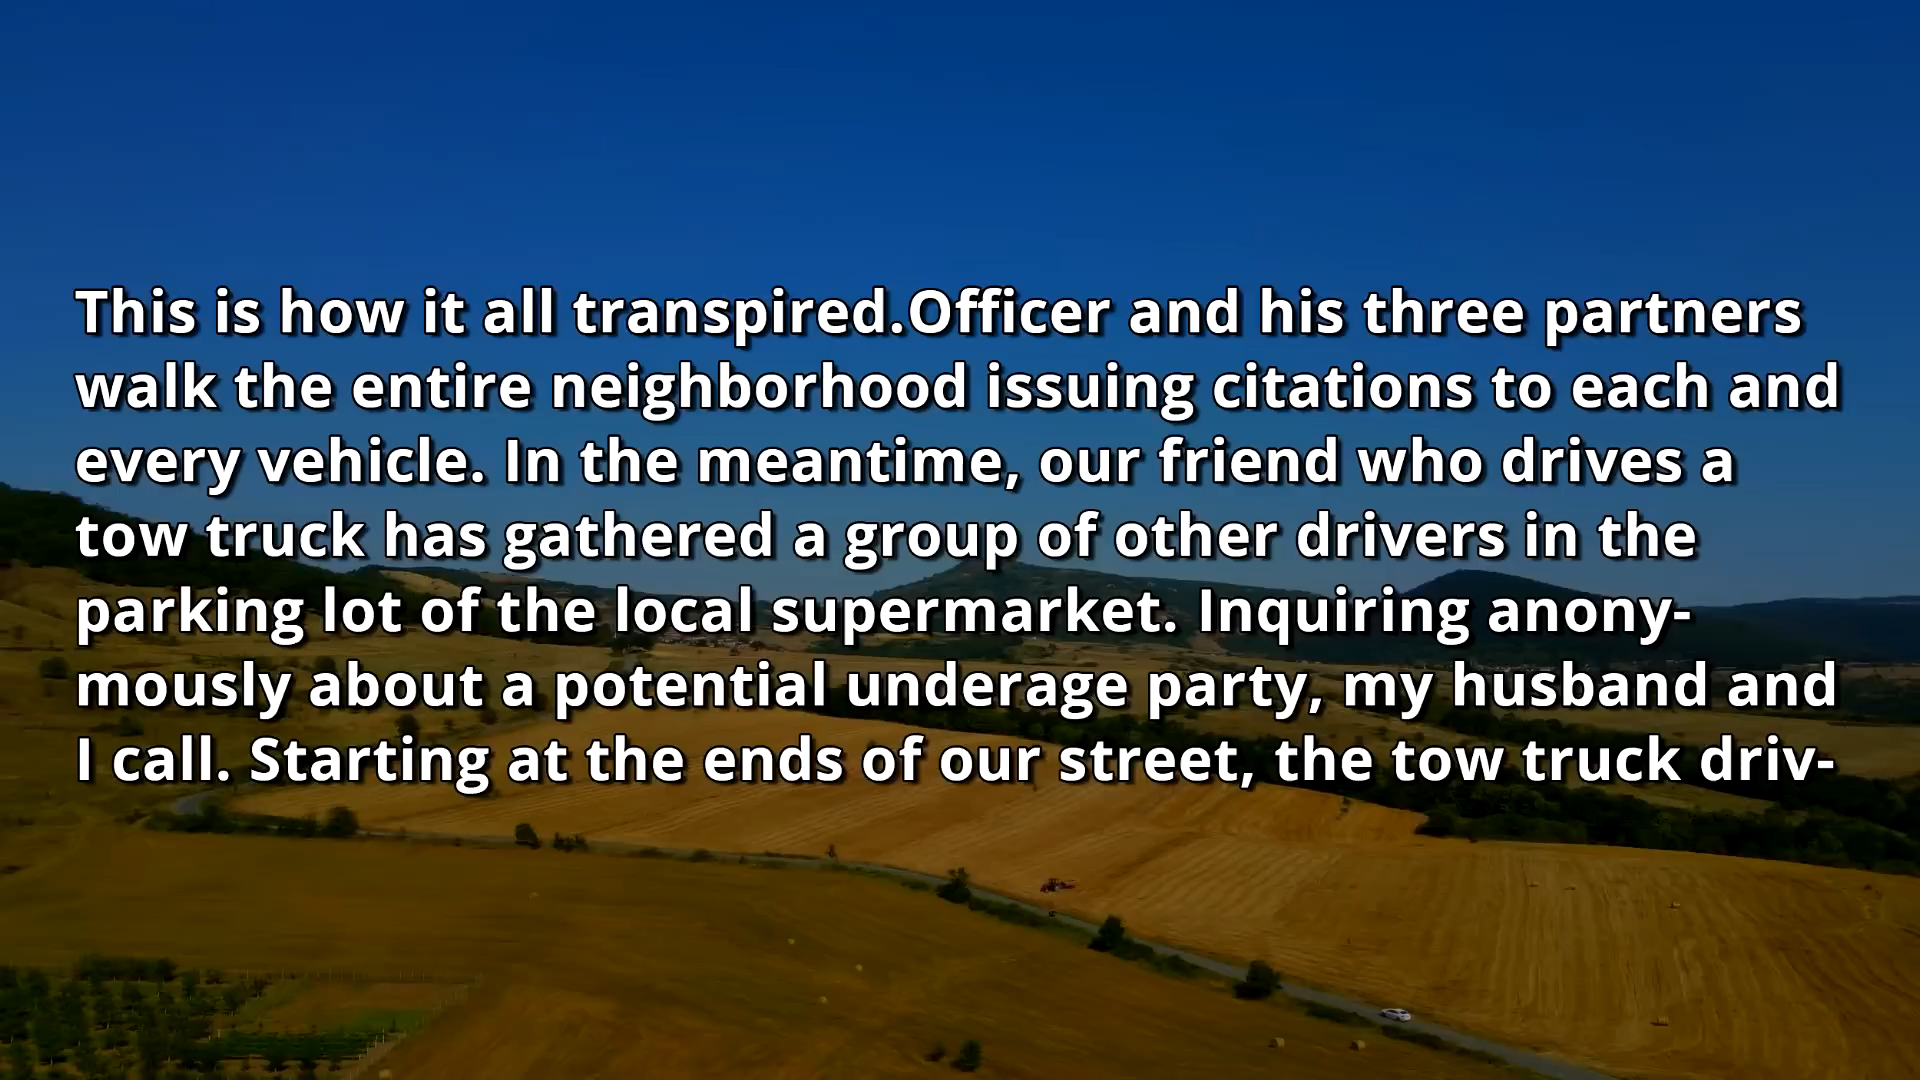 This is how it all transpired.Officer and his three partners
walk the entire neighborhood issuing citations to each and
every vehicle. In the meantime, our friend who drives a
tow truck has gathered a group of other drivers in the
parking lot of the local supermarket. Inquiring anony-
mously about a potential underage party, my husband and
I call. Starting at the ends of our street, the tow truck driv-